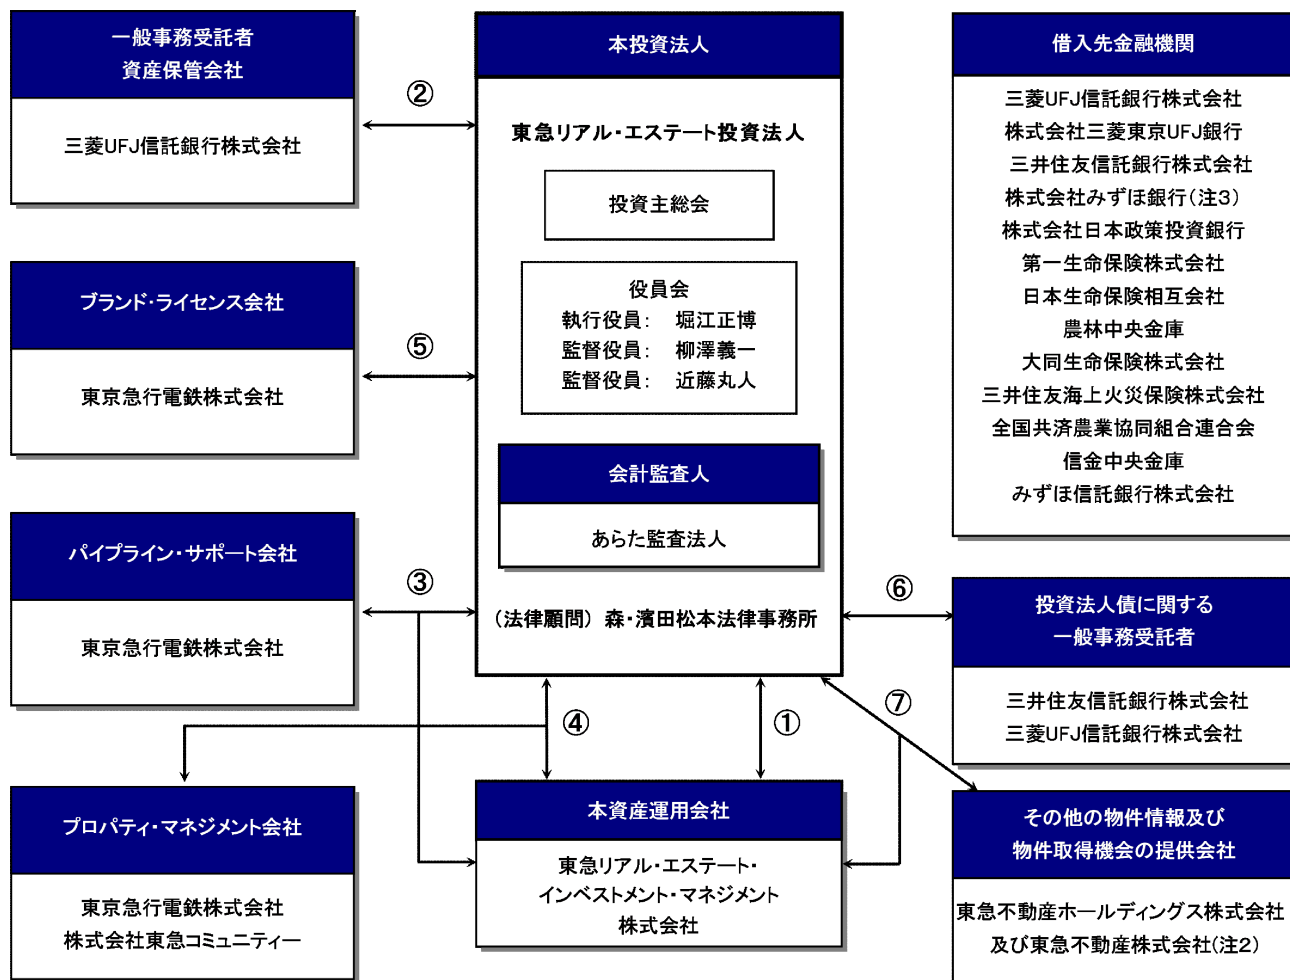 一般事務受託者
資産保管会社
三菱UFJ信託銀行株式会社
②
ブランド・ライセンス会社
東京急行電鉄株式会社
⑤
パイプライン・サポート会社
東京急行電鉄株式会社
③
プロパティ・マネジメント会社
東京急行電鉄株式会社
株式会社東急コミュニティー
本投資法人
東急リアル・エステート投資法人
投資主総会
役員会
執行役員: 堀江正博
監督役員: 柳澤義一
監督役員: 近藤丸人
会計監査人
あらた監査法人
(法律顧問) 森・濱田松本法律事務所
④
①
本資産運用会社
東急リアル・エステート・
インベストメント・マネジメント
株式会社
借入先金融機関
三菱UFJ信託銀行株式会社
株式会社三菱東京UFJ銀行
三井住友信託銀行株式会社
株式会社みずほ銀行(注3)
株式会社日本政策投資銀行
第一生命保険株式会社
日本生命保険相互会社
農林中央金庫
大同生命保険株式会社
三井住友海上火災保険株式会社
全国共済農業協同組合連合会
信金中央金庫
みずほ信託銀行株式会社
⑥
投資法人債に関する
一般事務受託者
三井住友信託銀行株式会社
三菱UFJ信託銀行株式会社
⑦
その他の物件情報及び
物件取得機会の提供会社
東急不動産ホールディングス株式会社
及び東急不動産株式会社(注2)